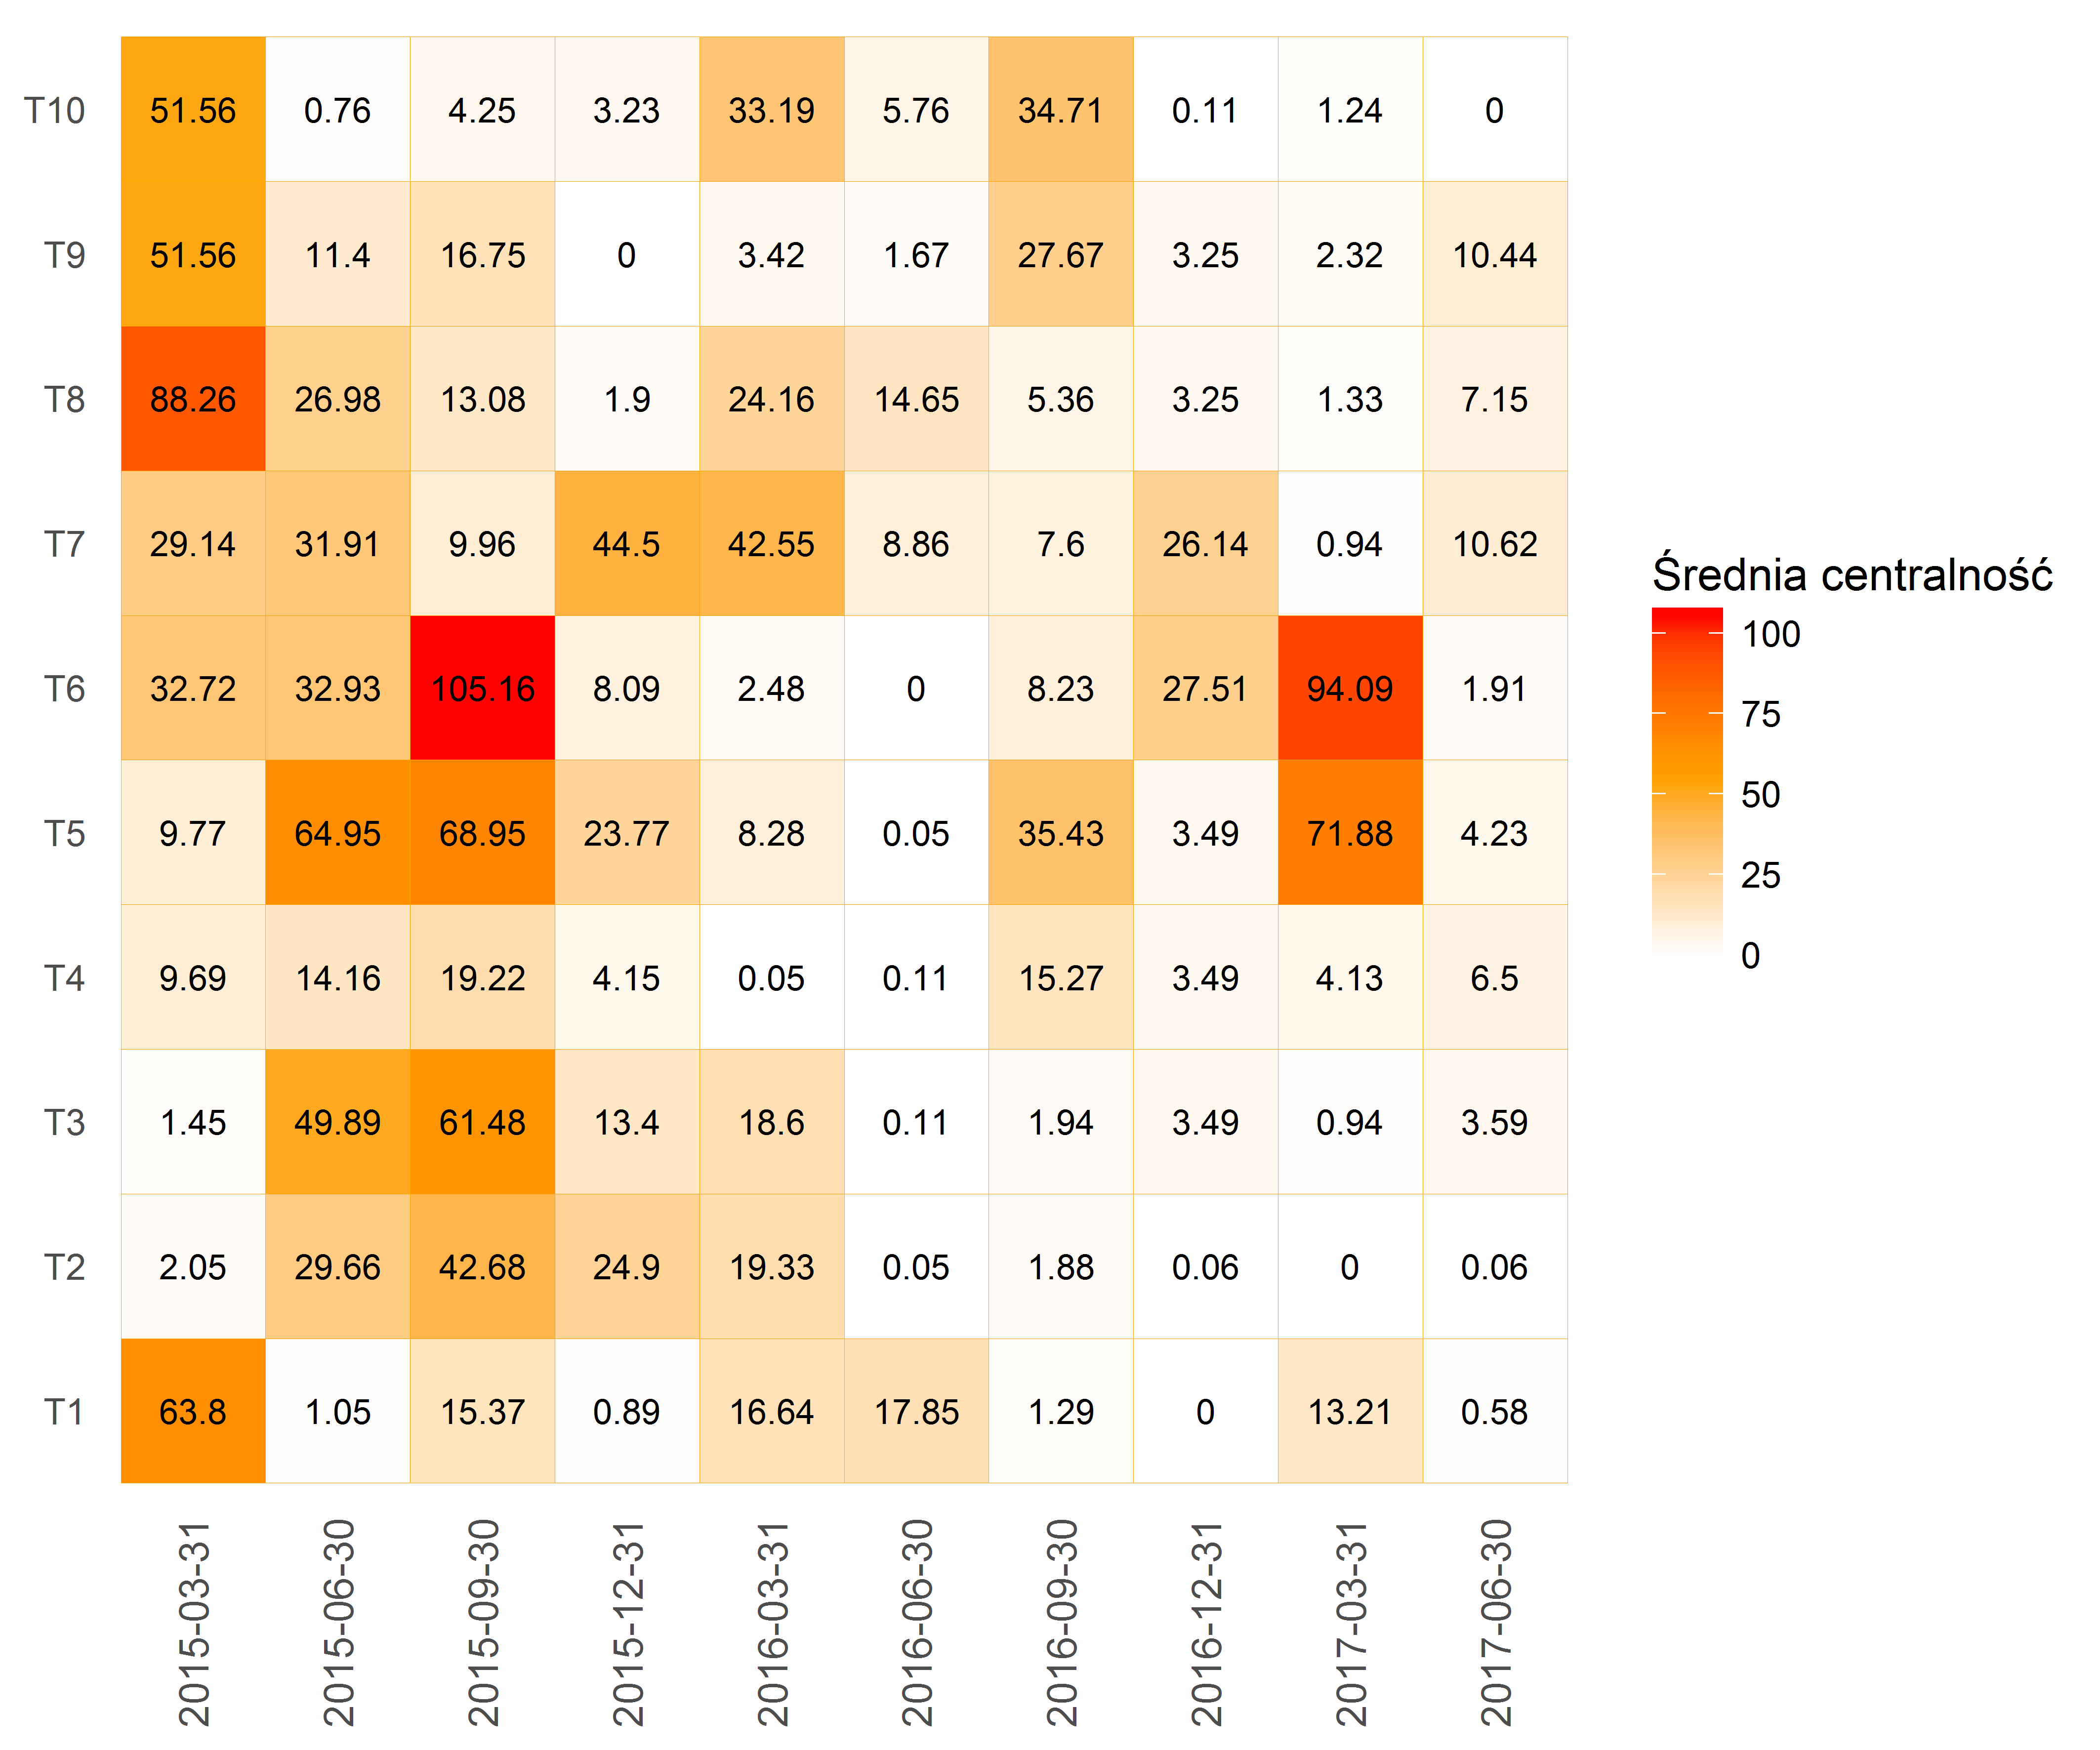 T10 51.56 0.76 4.25 3.23 33.19 5.76 34.71 0.11 1.24 0
T9 51.56 11.4 16.75 0 3.42 1.67 27.67 3.25 2.32 10.44
T8 88.26 26.98 13.08 1.9 24.16 14.65 5.36 3.25 1.33 7.15
T7 29.14 31.91 9.96 44.5 42.55 8.86 7.6 26.14 0.94 10.62
T6 32.72 32.93 105.16 8.09 2.48 0 8.23 27.51 94.09 1.91
T5 9.77 64.95 68.95 23.77 8.28 0.05 35.43 3.49 71.88 4.23
T4 9.69 14.16 19.22 4.15 0.05 0.11 15.27 3.49 4.13 6.5
T3 1.45 49.89 61.48 13.4 18.6 0.11 1.94 3.49 0.94 3.59
T2 2.05 29.66 42.68 24.9 19.33 0.05 1.88 0.06 0 0.06
T1 63.8 1.05 15.37 0.89 16.64 17.85 1.29 0 13.21 0.58
2015-03-31
2015-06-30
2015-09-30
2015-12-31
2016-03-31
2016-06-30
2016-09-30
2016-12-31
2017-03-31
2017-06-30
Średnia centralność
100
75
50
25
0